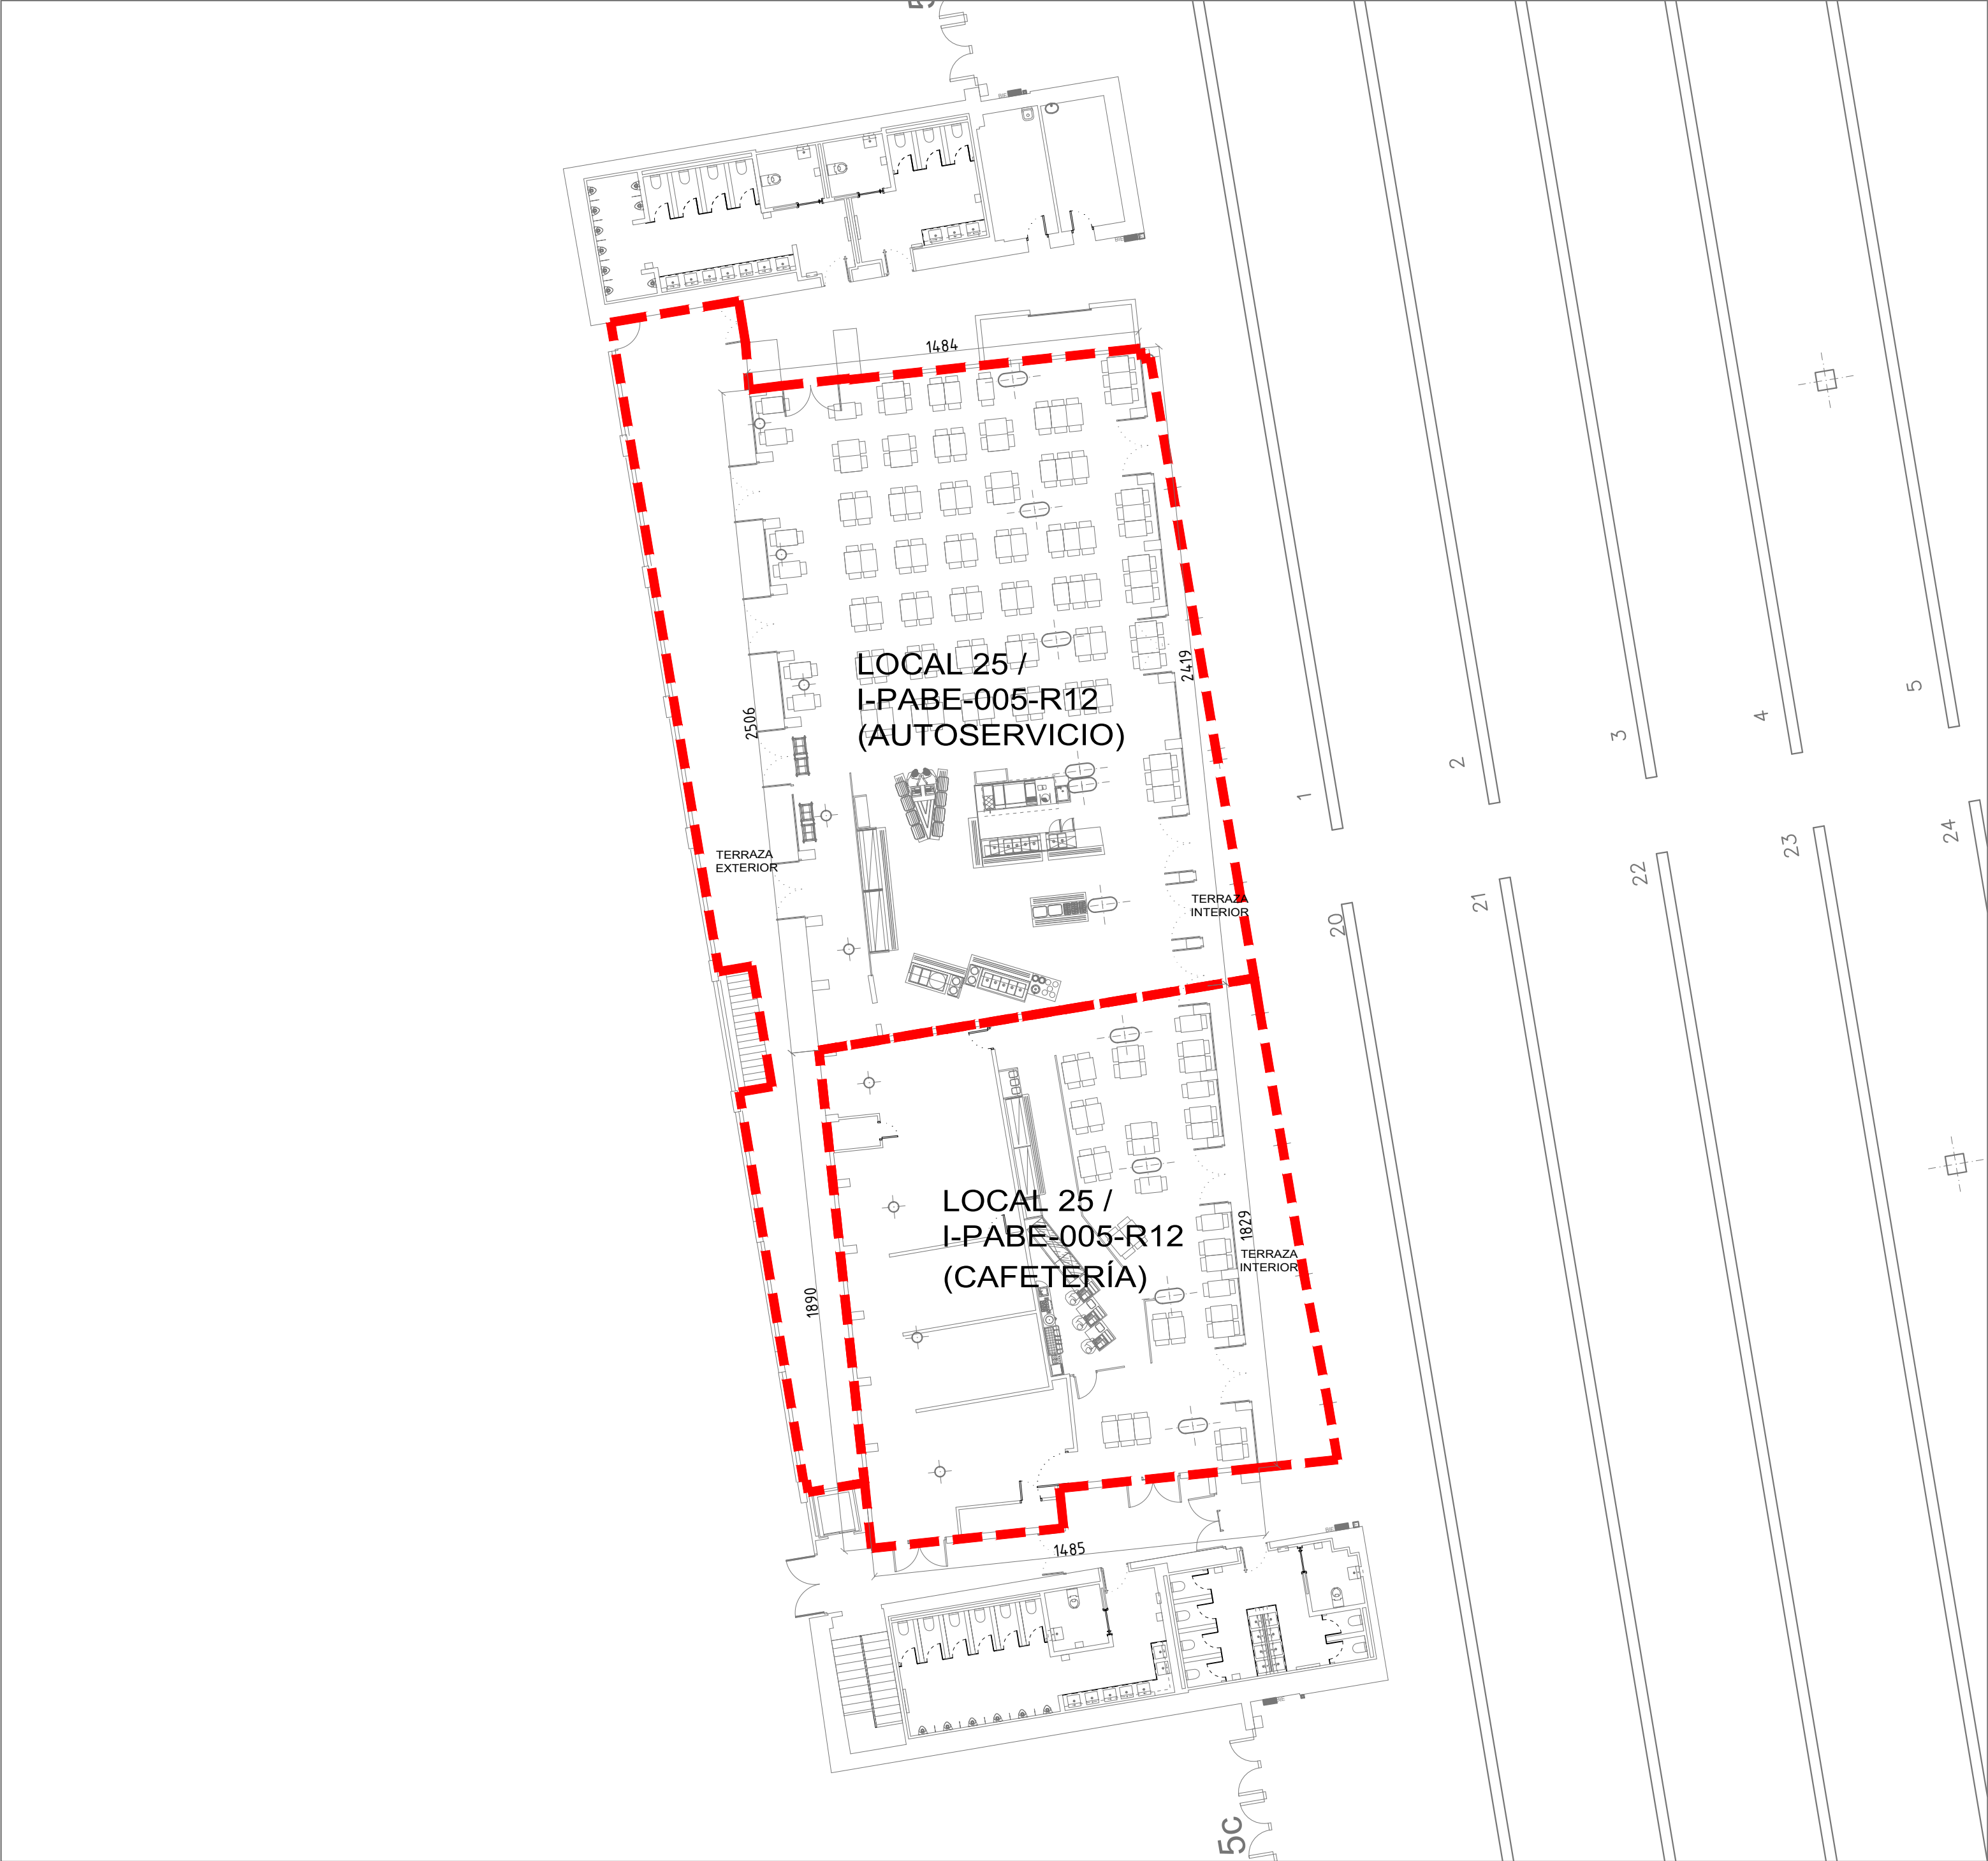 1484
LOCAL 25 /
I-PABE-005-R12
(AUTOSERVICIO)
2419
2506
5
4
3
2
1
TERRAZA
EXTERIOR
TERRAZA
INTERIOR
20
21
22
23
24
LOCAL 25 /
I-PABE-005-R12
(CAFETERÍA)
1829
TERRAZA
INTERIOR
1890
1485
5C